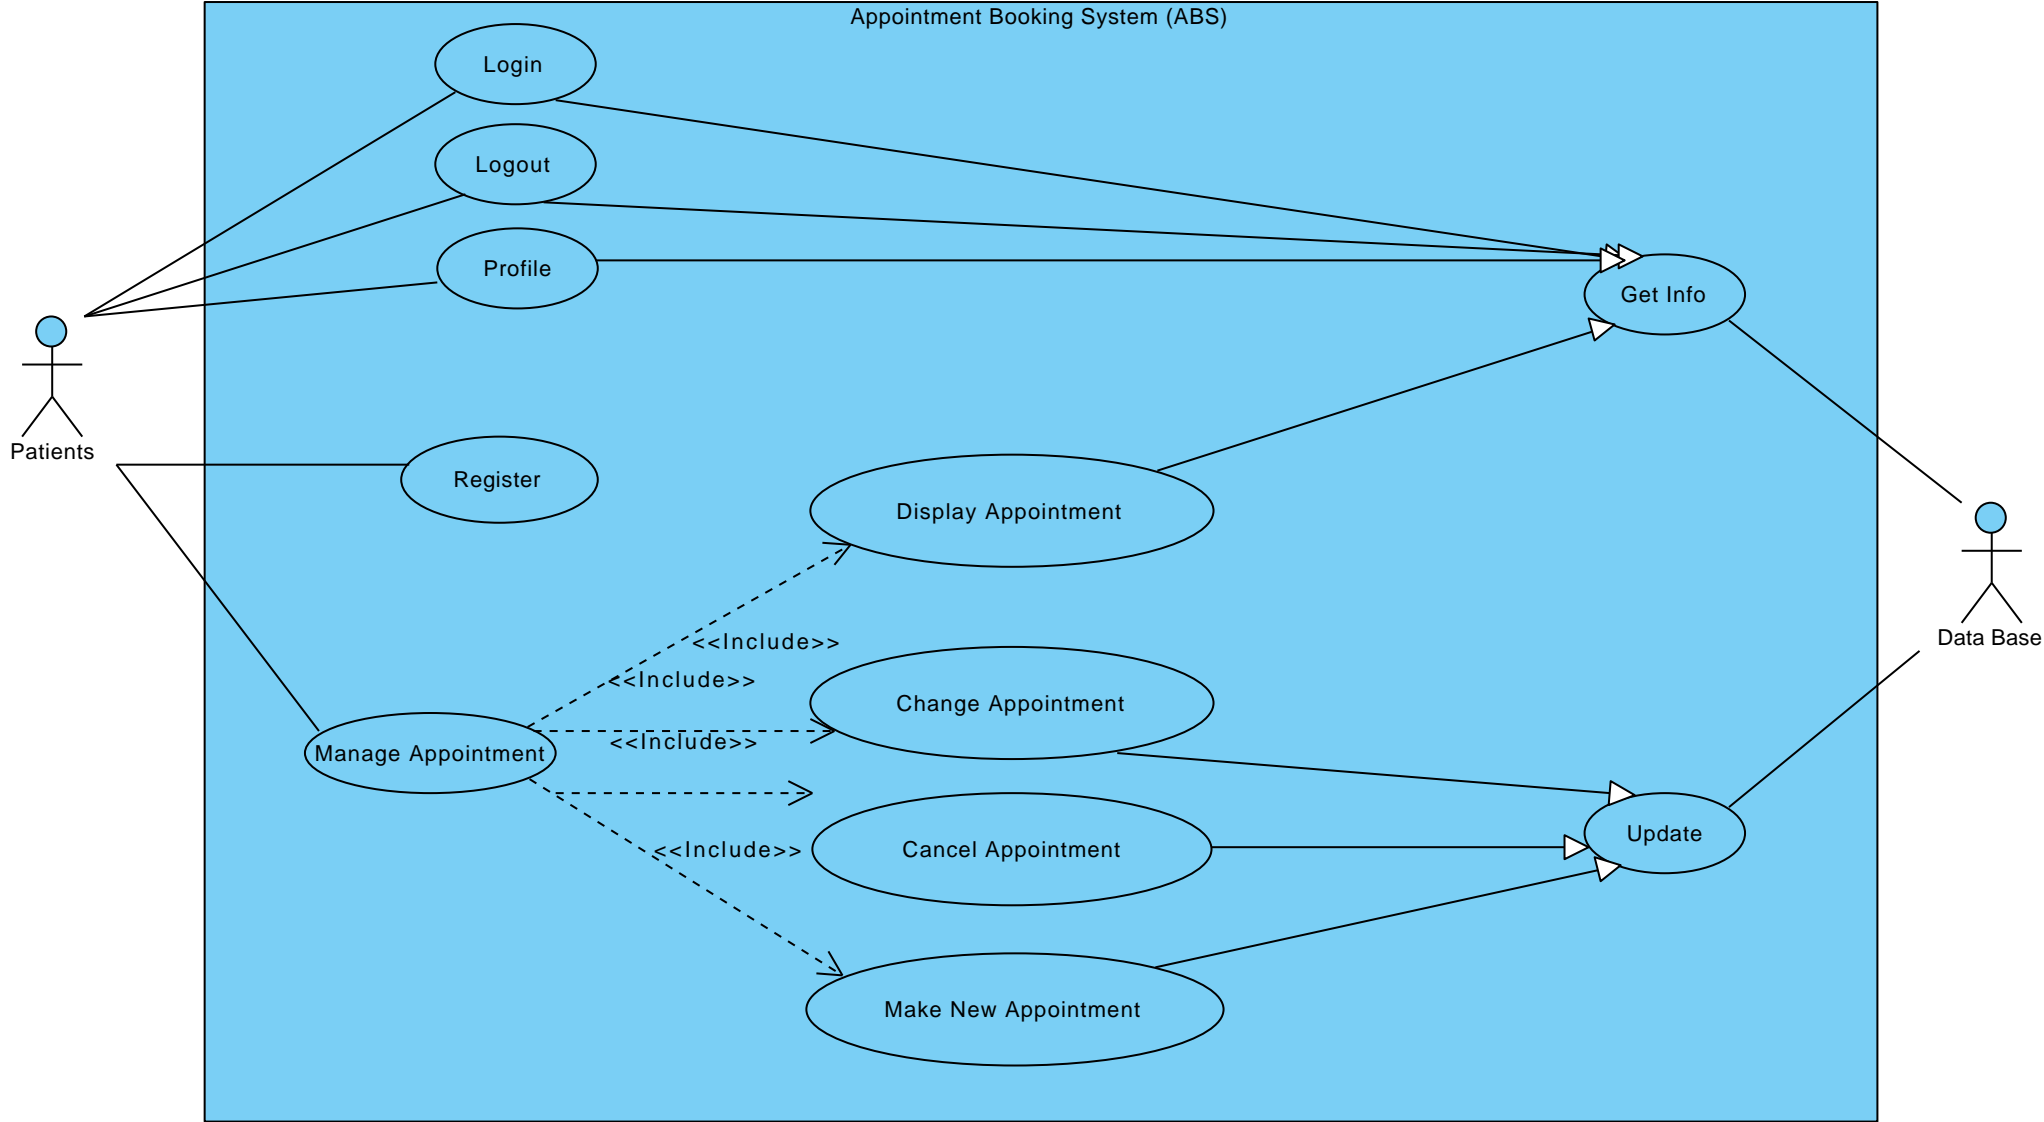 Appointment Booking System (ABS)
Login
Logout
Profile
Get Info
Patients
Register
Display Appointment
Data Base
<<Include>>
<<Include>>
Change Appointment
<<Include>>
Manage Appointment
Update
<<Include>>
Cancel Appointment
Make New Appointment